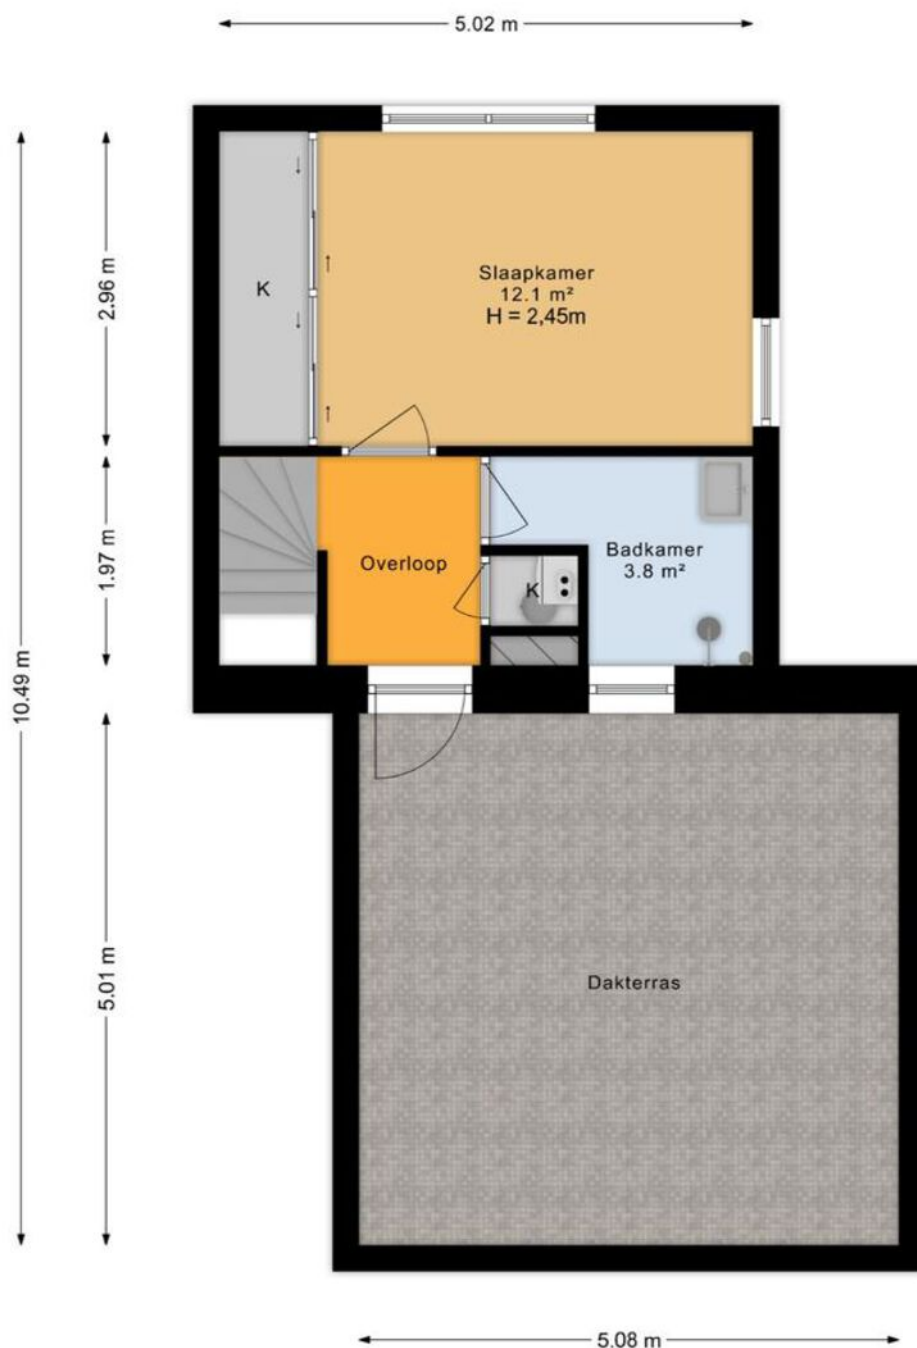 5.02 m
2.96 m
K
Slaapkamer
12.1 m²
H = 2,45m
1.97 m
Overloop
Badkamer
3.8 m²
K
10.49 m
5.01 m
Dakterras
5.08 m